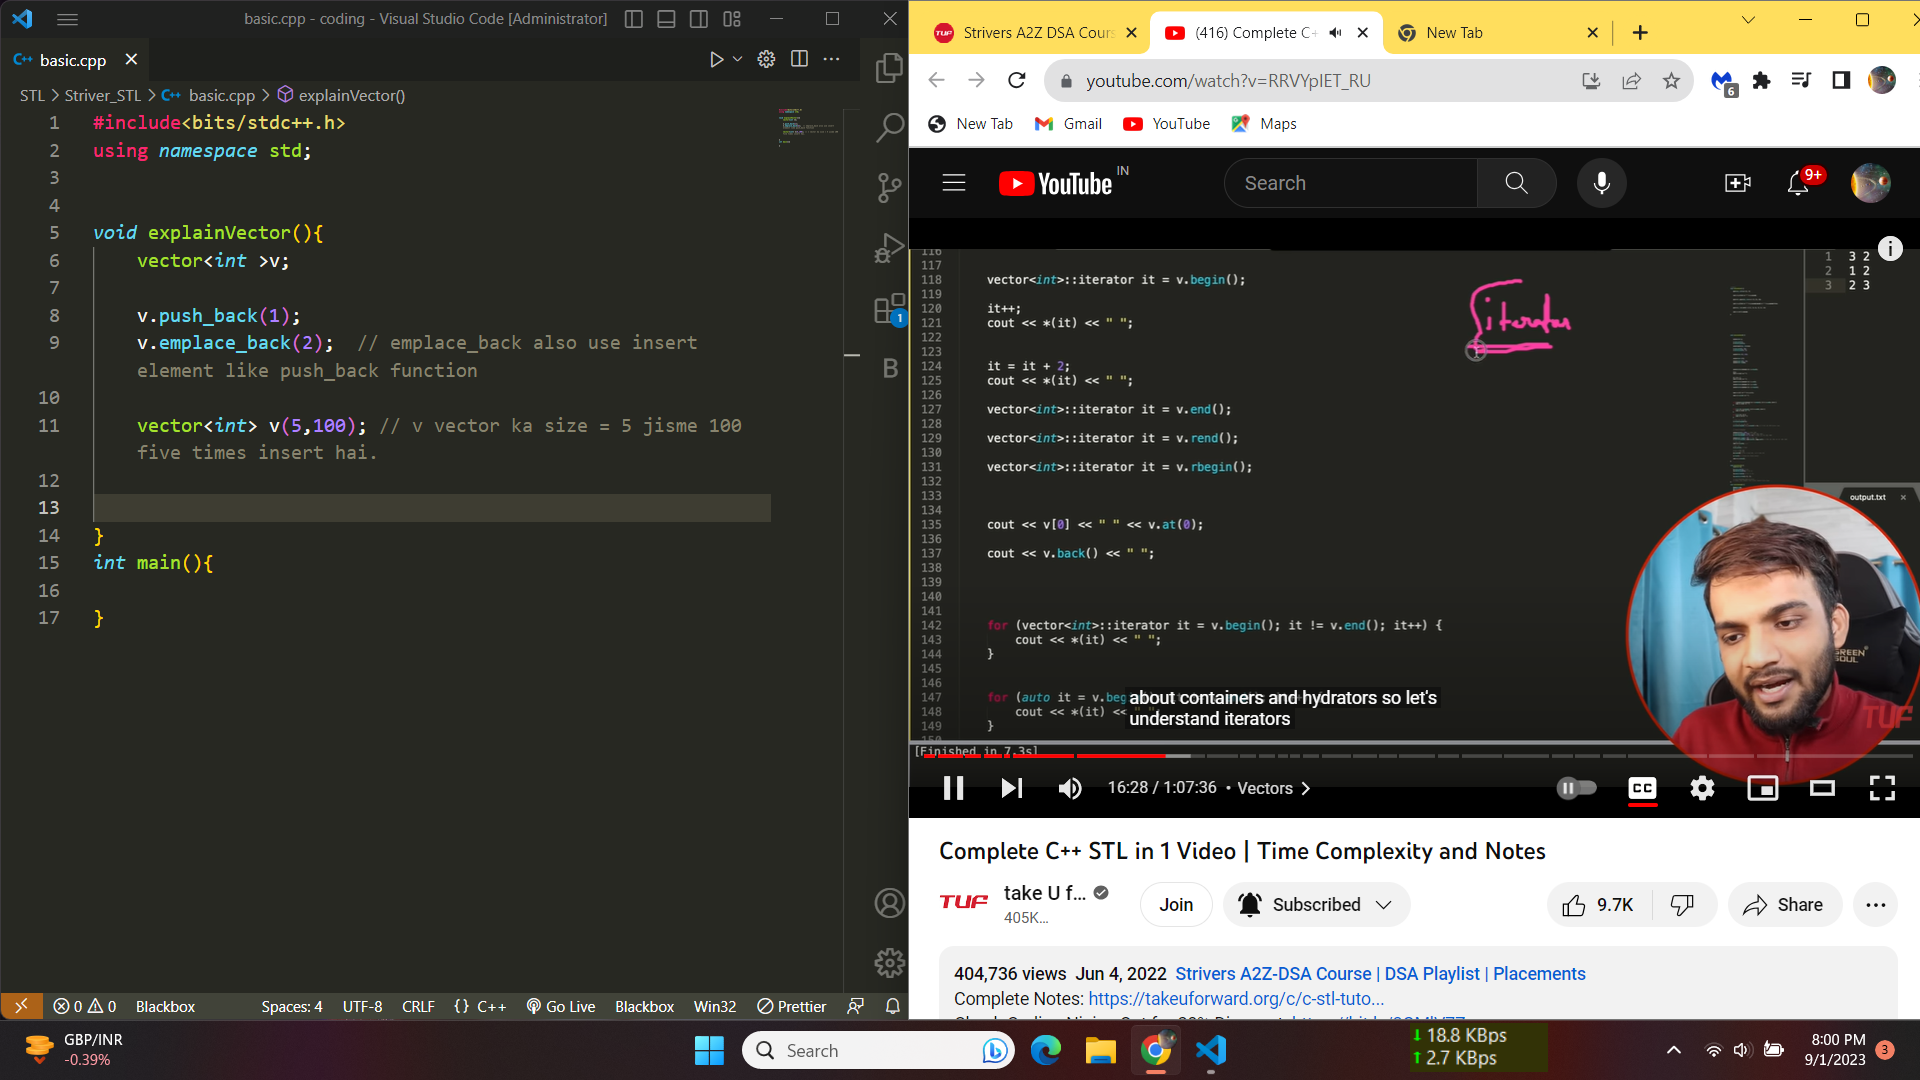 basic.cpp - coding - Visual Studio Code [Administrator]
basic.cpp
STL > Striver_STL > basic.cpp > explainVector()
1 #include<bits/stdc++.h>
2 using namespace std;
3
4
5 void explainVector(){
6 vector<int >v;
7
8 v.push_back(1);
9 v.emplace_back(2); // emplace_back also use insert
element like push_back function
10
11 vector<int> v(5,100); // v vector ka size = 5 jisme 100
five times insert hai.
12
13
14 }
15 int main(){
16
17 }
1
B
0 0 Blackbox Spaces: 4 UTF-8 CRLF {} C++ Go Live Blackbox Win32 Prettier
TUF Strivers A2Z DSA Cours
(416) Complete C+
New Tab
youtube.com/watch?v=RRVYpIET_RU
6
New Tab Gmail YouTube Maps
YouTube IN
Search
9+
116
117
118 vector<int>::iterator it = v.begin();
119
120 it++;
121 cout << *(it) << " ";
122
123
124 it = it + 2;
125 cout << *(it) << " ";
126
127 vector<int>::iterator it = v.end();
128
129 vector<int>::iterator it = v.rend();
130
131 vector<int>::iterator it = v.rbegin();
132
133
134
135 cout << v[0] << " " << v.at(0);
136
137 cout << v.back() << " ";
138
139
140
141
142 for (vector<int>::iterator it = v.begin(); it != v.end(); it++) {
143 cout << *(it) << " ";
144 }
145
146
147 for (auto it = v.beg
148 cout << *(it) <<
149 }
150
1 3 2
2 1 2
3 2 3
output.txt
GREEN
SOUL
TUF
about containers and hydrators so let's
understand iterators
[Finished in 7.3s]
16:28 / 1:07:36 • Vectors >
CC
Complete C++ STL in 1 Video | Time Complexity and Notes
TUF
take U f...
405K...
Join
Subscribed
9.7K
Share
404,736 views Jun 4, 2022 Strivers A2Z-DSA Course | DSA Playlist | Placements
Complete Notes: https://takeuforward.org/c/c-stl-tuto...
GBP/INR
-0.39%
Search
18.8 KBps
2.7 KBps
8:00 PM
9/1/2023
3